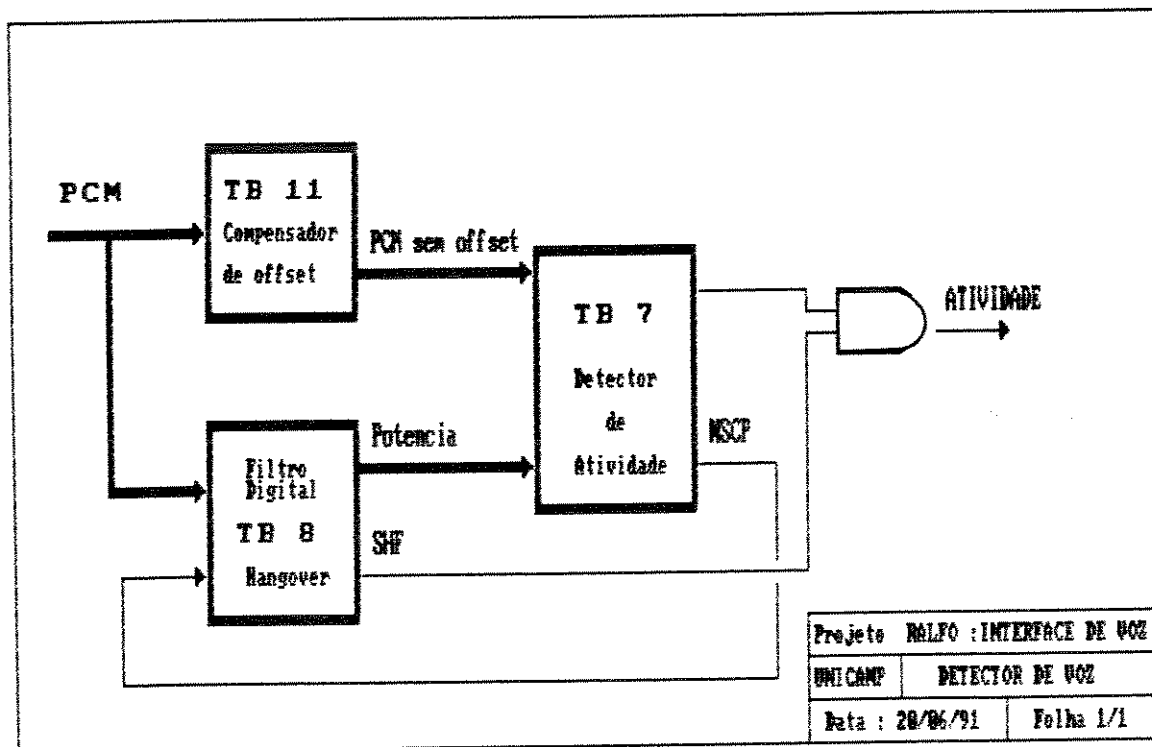 PCM
TB 11
Compensador
de offset
PCM sem offset
TB 7
Detector
de
Atividade
ATIVIDADE
MSCP
Potencia
Filtro
Digital
TB 8
Hangover
SHF
Projeto RALFO : INTERFACE DE VOZ
UNICAMP DETECTOR DE VOZ
Data : 20/06/91 Folha 1/1